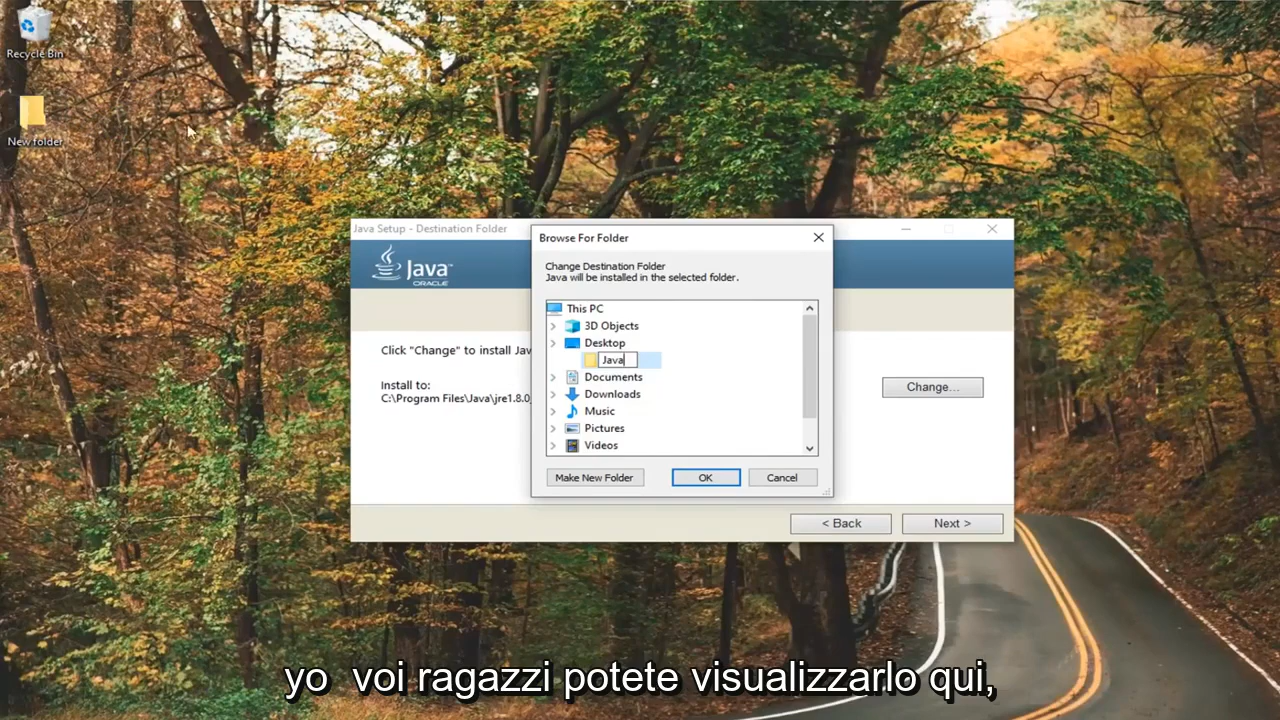 Recycle Bin
New folder
Java Setup - Destination Folder
Java™
ORACLE
Click "Change" to install Jav
Install to:
C:\Program Files\Java\jre1.8.0
Change...
< Back
Next >
Browse For Folder
Change Destination Folder
Java will be installed in the selected folder.
This PC
3D Objects
Desktop
Java
Documents
Downloads
Music
Pictures
Videos
Make New Folder
OK
Cancel
yo voi ragazzi potete visualizzarlo qui,